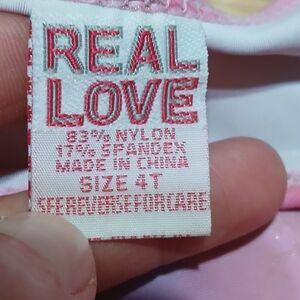 REAL
LOVE
83% NYLON
17% SPANDEX
MADE IN CHINA
SIZE 4T
SEEREVERSEFORCARE